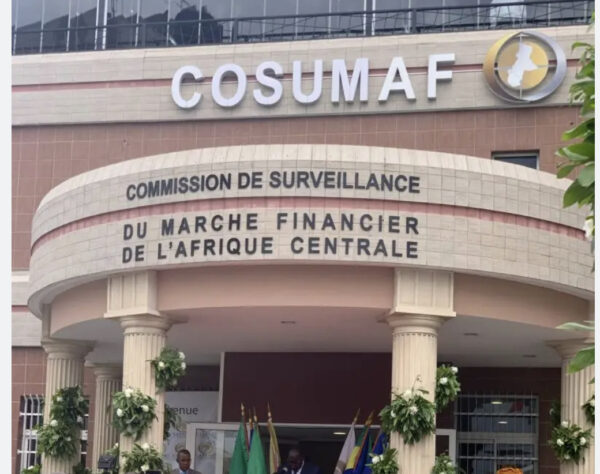 COSUMAF
COMMISSION DE SURVEILLANCE
DU MARCHE FINANCIER
DE L'AFRIQUE CENTRALE